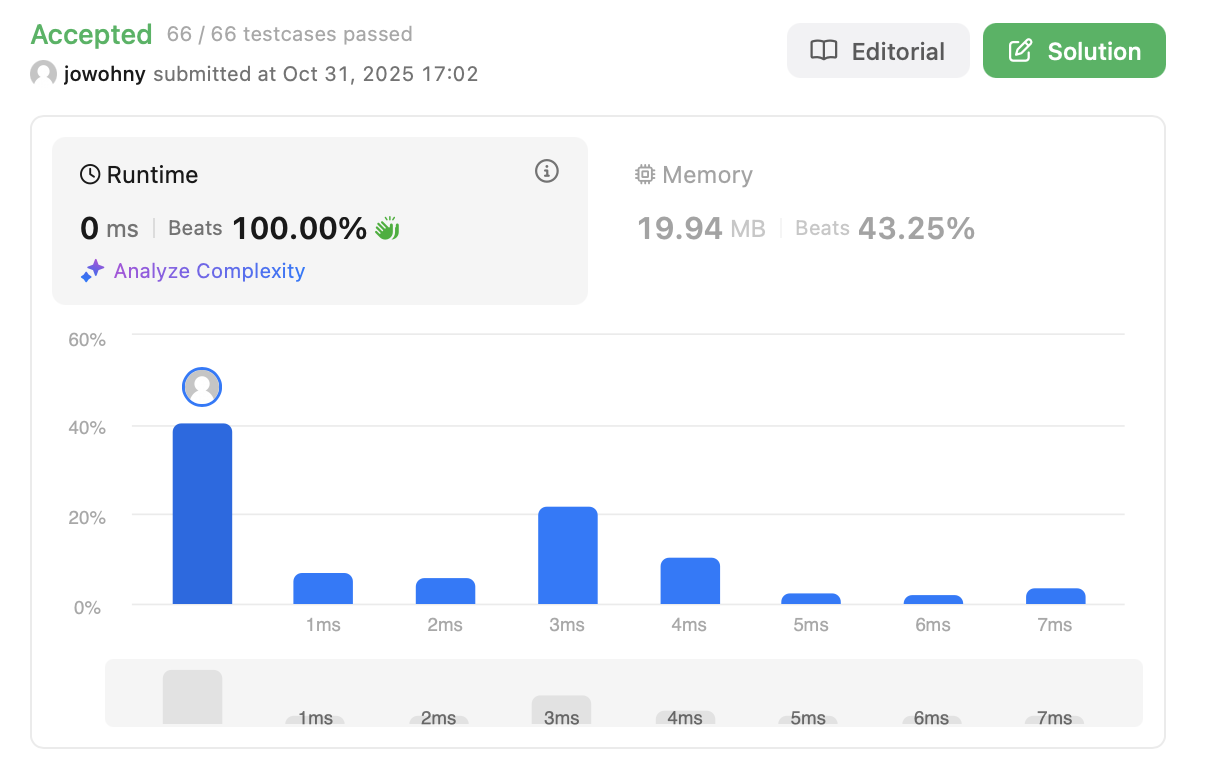 Accepted 66 / 66 testcases passed
jowohny submitted at Oct 31, 2025 17:02
Editorial
Solution
Runtime
0 ms Beats 100.00%
Analyze Complexity
Memory
19.94 MB Beats 43.25%
60%
40%
20%
0%
1ms 2ms 3ms 4ms 5ms 6ms 7ms
1ms 2ms 3ms 4ms 5ms 6ms 7ms